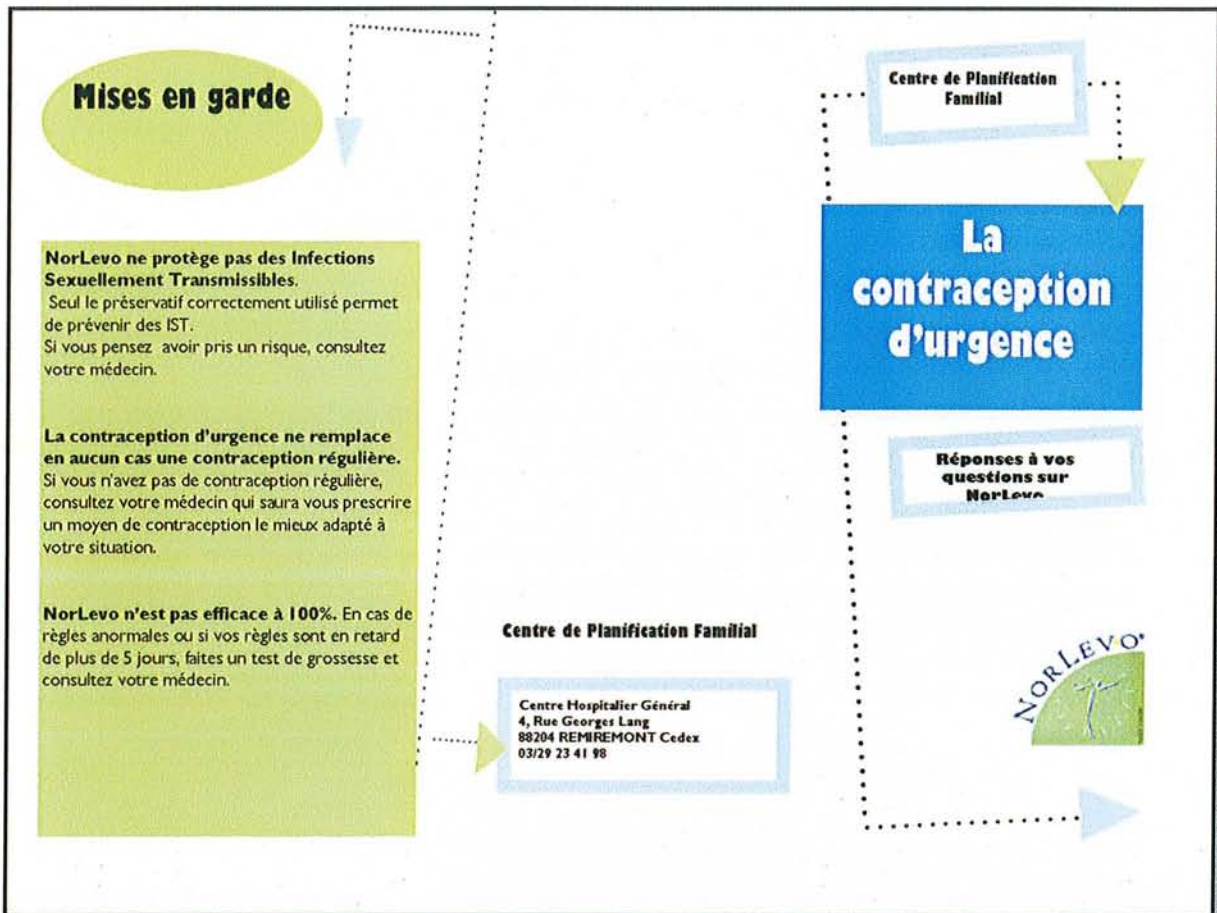 Mises en garde
NorLevo ne protège pas des Infections
Sexuellement Transmissibles.
Seul le préservatif correctement utilisé permet
de prévenir des IST.
Si vous pensez avoir pris un risque, consultez
votre médecin.
La contraception d'urgence ne remplace
en aucun cas une contraception régulière.
Si vous n'avez pas de contraception régulière,
consultez votre médecin qui saura vous prescrire
un moyen de contraception le mieux adapté à
votre situation.
NorLevo n'est pas efficace à 100%. En cas de
règles anormales ou si vos règles sont en retard
de plus de 5 jours, faites un test de grossesse et
consultez votre médecin.
Centre de Planification Familial
Centre Hospitalier Général
4, Rue Georges Lang
88204 REMIREMONT Cedex
03/29 23 41 98
Centre de Planification
Familial
La
contraception
d'urgence
Réponses à vos
questions sur
NorLevo
NORLEVO